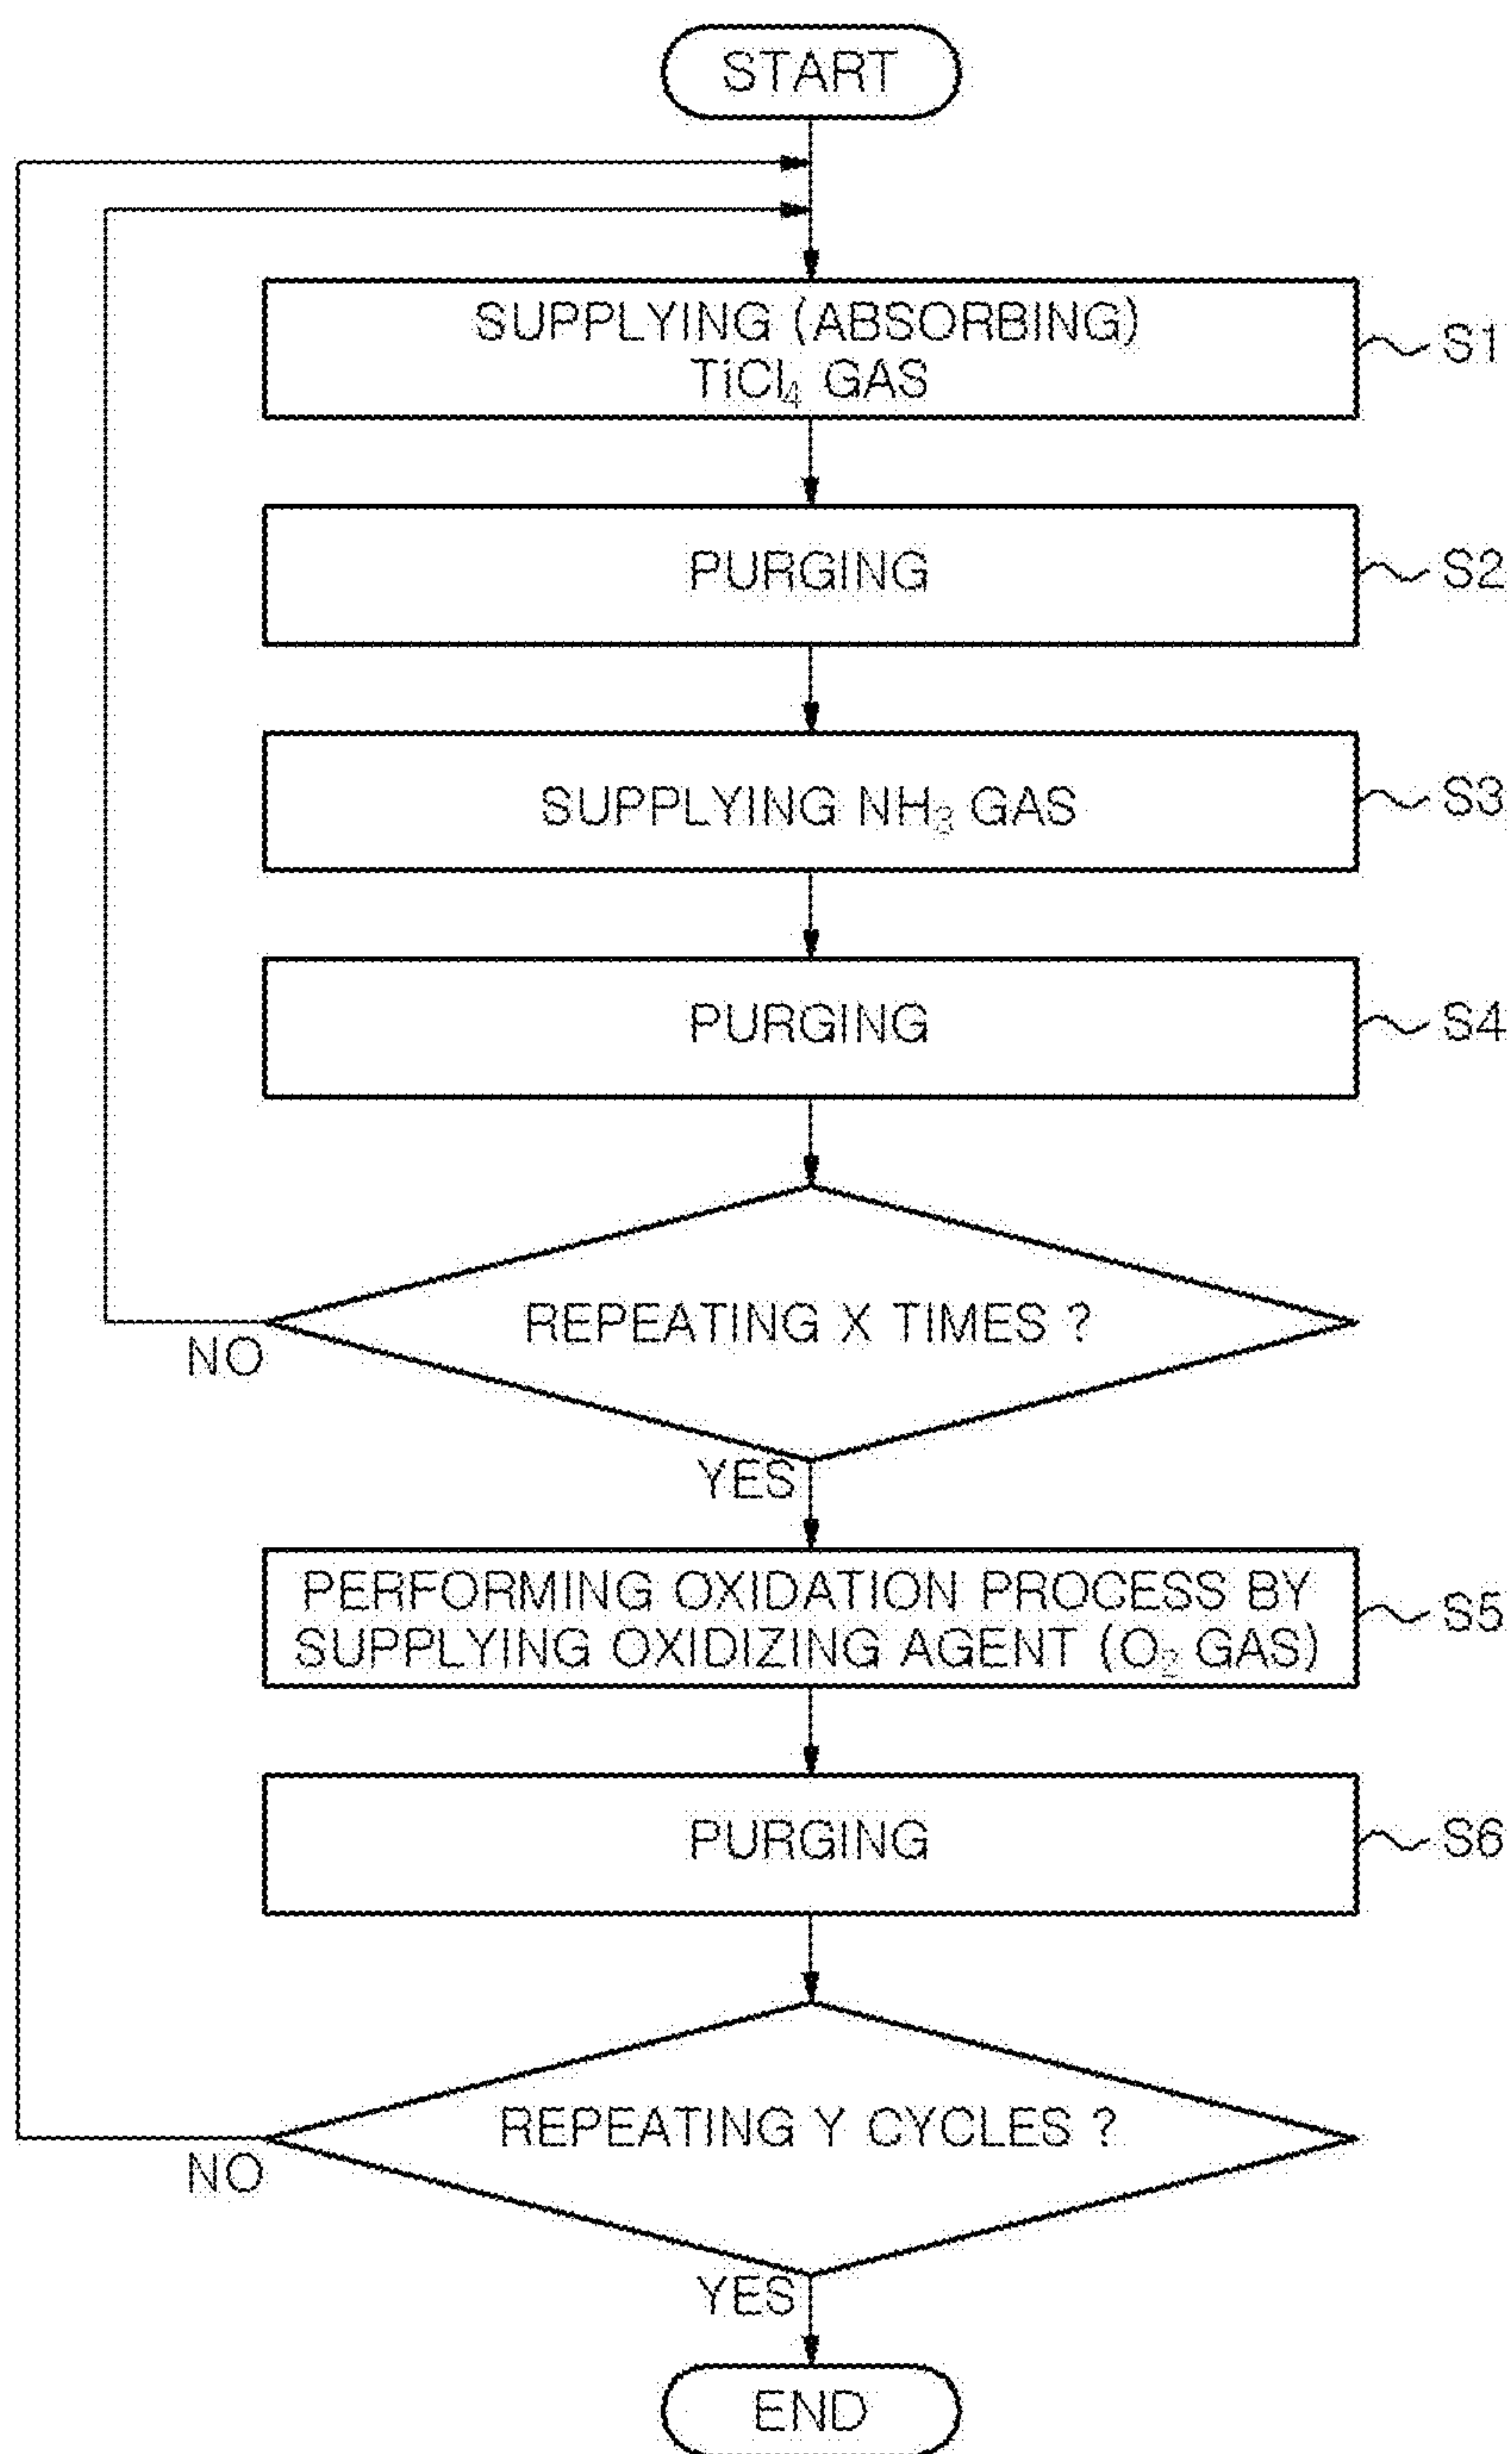 START
SUPPLYING (ABSORBING)
TiCl₄ GAS
S1
PURGING
S2
SUPPLYING NH₃ GAS
S3
PURGING
S4
REPEATING X TIMES ?
NO
YES
PERFORMING OXIDATION PROCESS BY
SUPPLYING OXIDIZING AGENT (O₂ GAS)
S5
PURGING
S6
REPEATING Y CYCLES ?
NO
YES
END